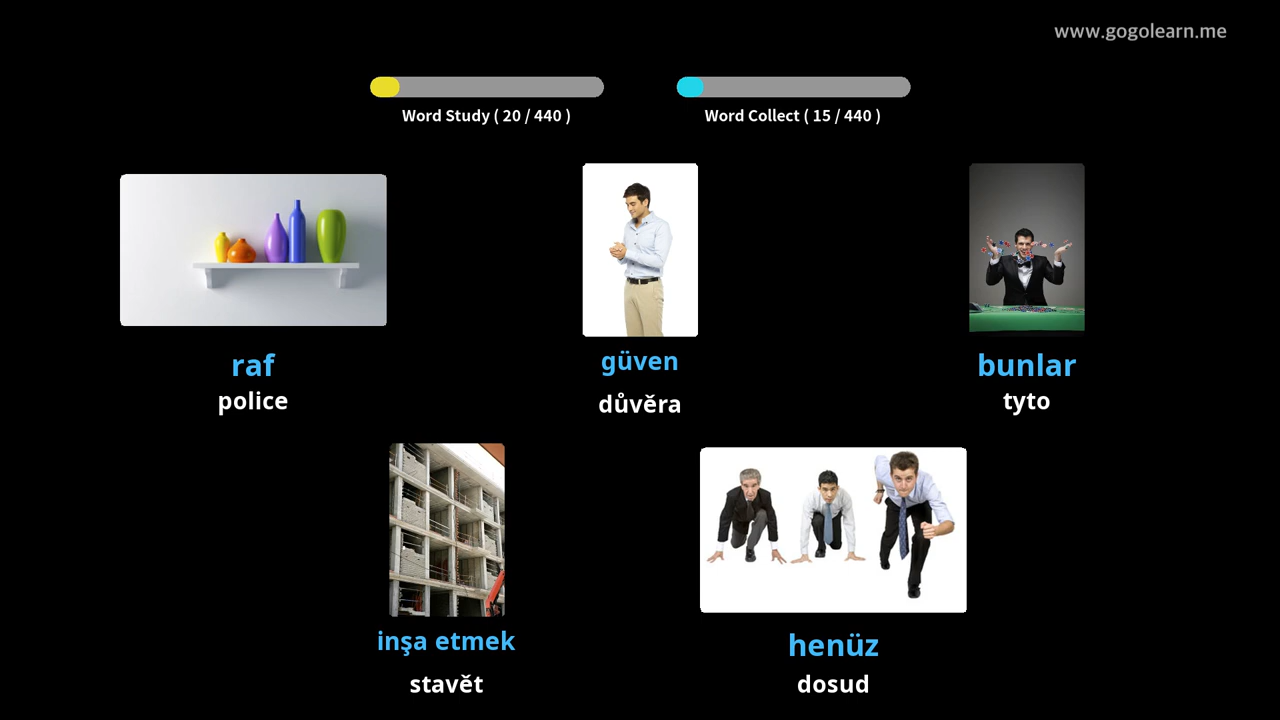 www.gogolearn.me
Word Study ( 20 / 440 )
Word Collect ( 15 / 440 )
raf
police
güven
důvěra
bunlar
tyto
inşa etmek
stavět
henüz
dosud